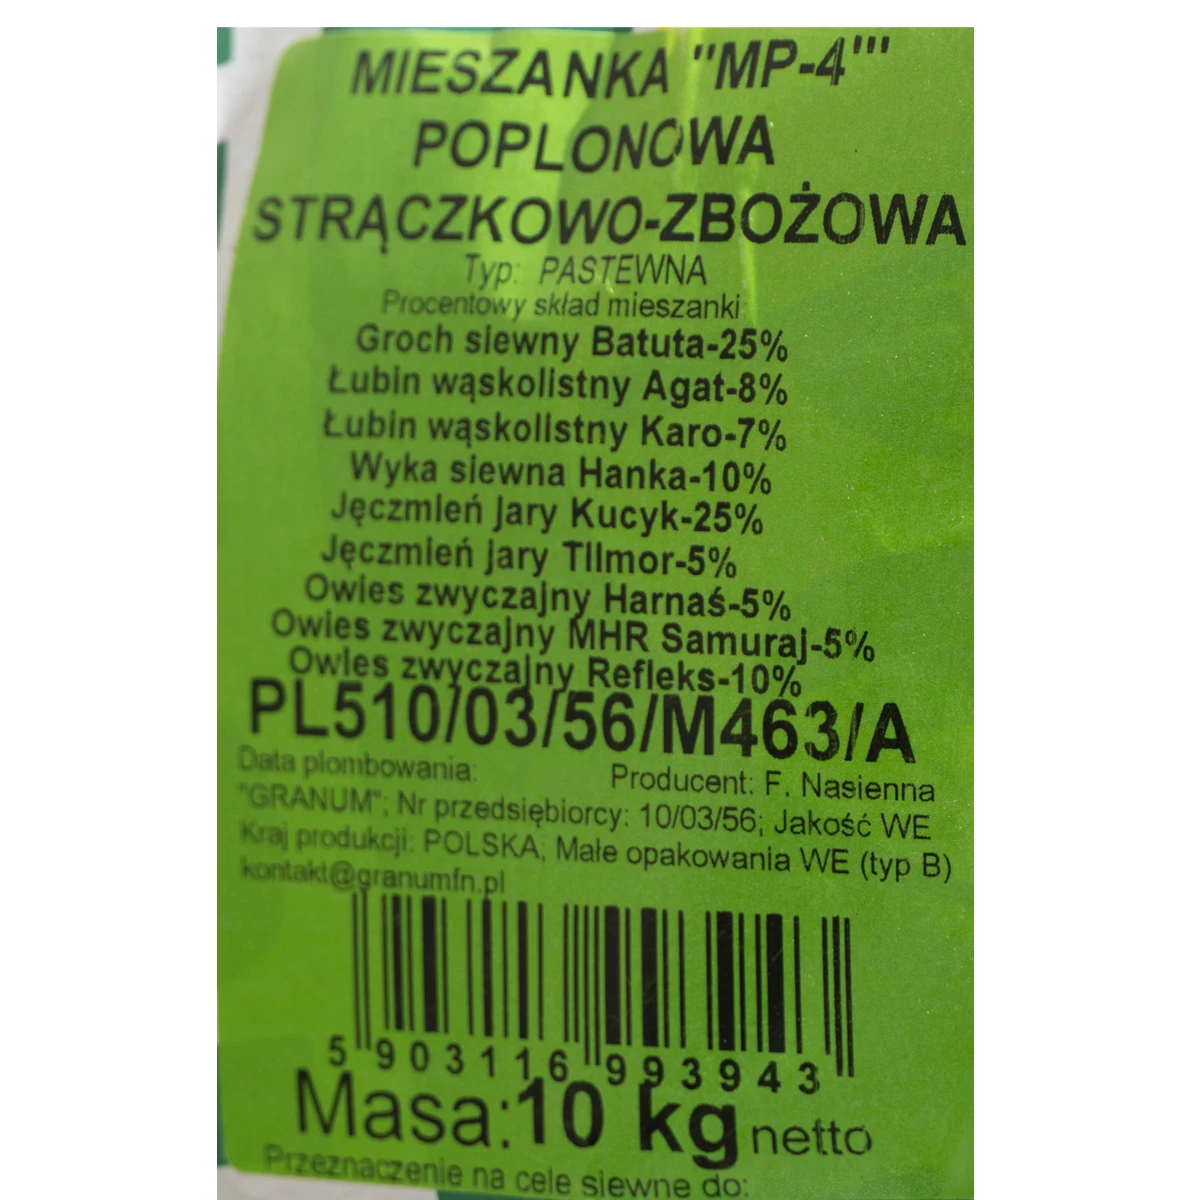 MIESZANKA "MP-4'"
POPLONOWA
STRĄCZKOWO-ZBOŻOWA
Typ: PASTEWNA
Procentowy skład mieszanki
Groch siewny Batuta-25%
Łubin wąskolistny Agat-8%
Łubin wąskolistny Karo-7%
Wyka siewna Hanka-10%
Jęczmień jary Kucyk-25%
Jęczmień jary TIlmor-5%
Owies zwyczajny Harnaś-5%
Owies zwyczajny MHR Samuraj-5%
Owies zwyczajny Refleks-10%
PL510/03/56/M463/A
Data plombowania: Producent: F. Nasienna
"GRANUM"; Nr przedsiębiorcy: 10/03/56; Jakość WE
Kraj produkcji: POLSKA; Małe opakowania WE (typ B)
kontakt@granumfn.pl
5 903116 993943
Masa:10 kg netto
Przeznaczenie na cele siewne do: